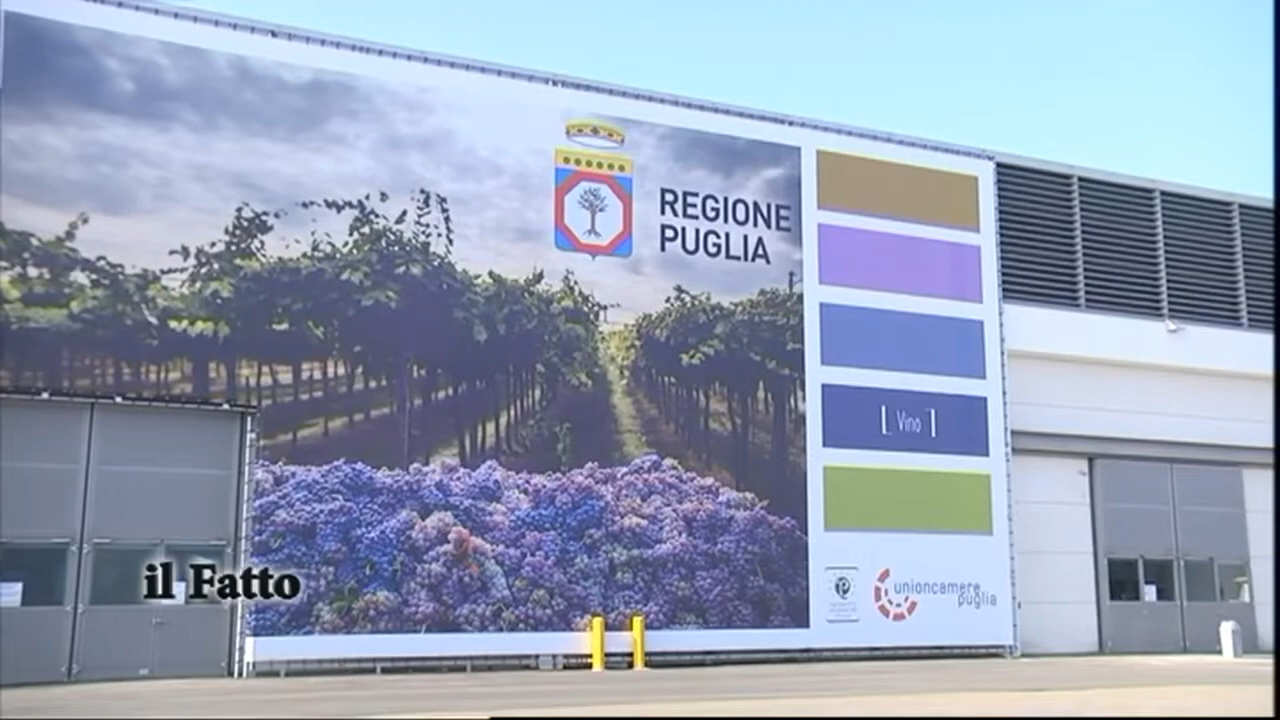 REGIONE
PUGLIA
[ Vino ]
unioncamere
puglia
il Fatto